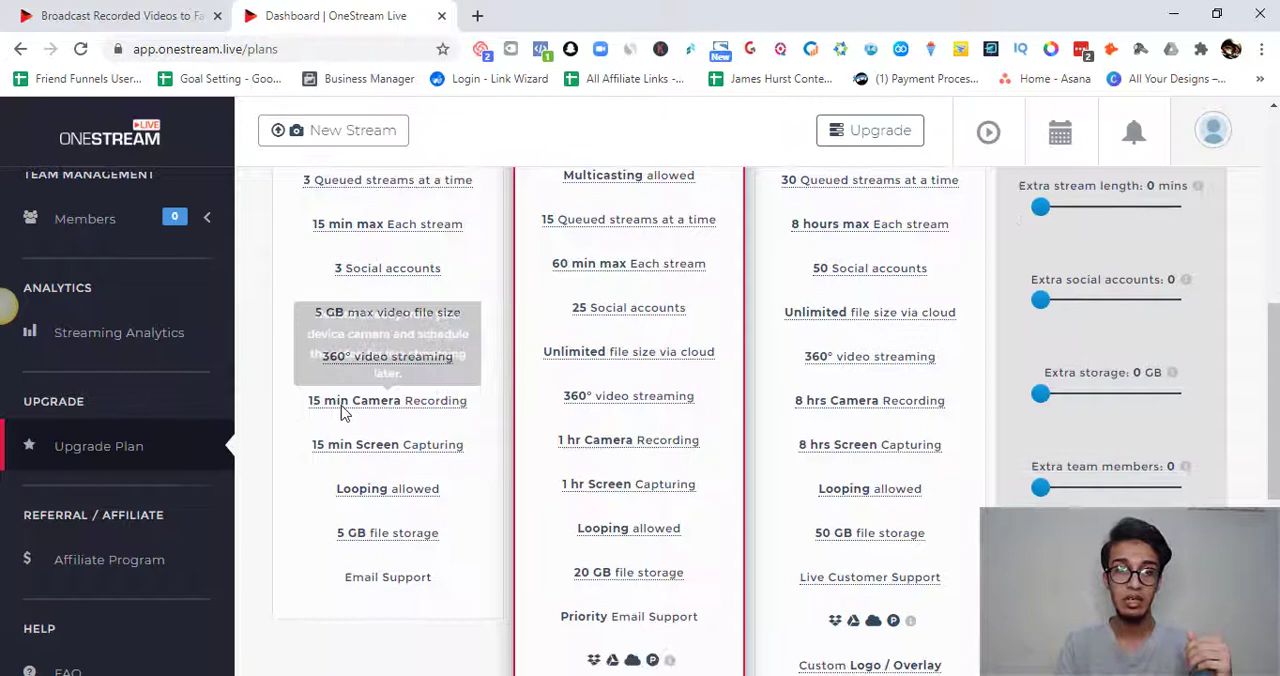 Broadcast Recorded Videos to Fa
Dashboard | OneStream Live
app.onestream.live/plans
2
1
New
IQ
2
Friend Funnels User...
Goal Setting - Goo...
Business Manager
Login - Link Wizard
All Affiliate Links -...
James Hurst Conte...
(1) Payment Proces...
Home - Asana
All Your Designs –...
»
LIVE
ONESTREAM
New Stream
Upgrade
TEAM MANAGEMENT
Members
0
ANALYTICS
Streaming Analytics
UPGRADE
Upgrade Plan
REFERRAL / AFFILIATE
$ Affiliate Program
HELP
FAQ
3 Queued streams at a time
15 min max Each stream
3 Social accounts
5 GB max video file size
device camera and schedule
360° video streaming
later.
15 min Camera Recording
15 min Screen Capturing
Looping allowed
5 GB file storage
Email Support
Multicasting allowed
15 Queued streams at a time
60 min max Each stream
25 Social accounts
Unlimited file size via cloud
360° video streaming
1 hr Camera Recording
1 hr Screen Capturing
Looping allowed
20 GB file storage
Priority Email Support
30 Queued streams at a time
8 hours max Each stream
50 Social accounts
Unlimited file size via cloud
360° video streaming
8 hrs Camera Recording
8 hrs Screen Capturing
Looping allowed
50 GB file storage
Live Customer Support
Custom Logo / Overlay
Extra stream length: 0 mins
Extra social accounts: 0
Extra storage: 0 GB
Extra team members: 0